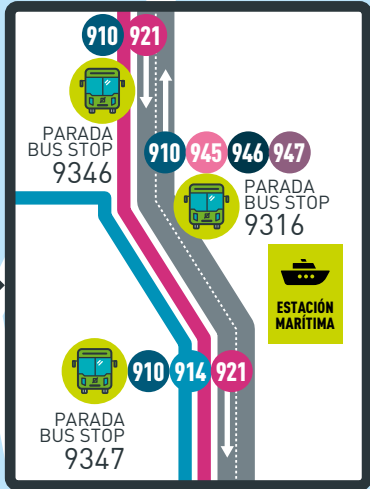 910 921
PARADA
BUS STOP
9346
910 945 946 947
PARADA
BUS STOP
9316
ESTACIÓN
MARÍTIMA
910 914 921
PARADA
BUS STOP
9347